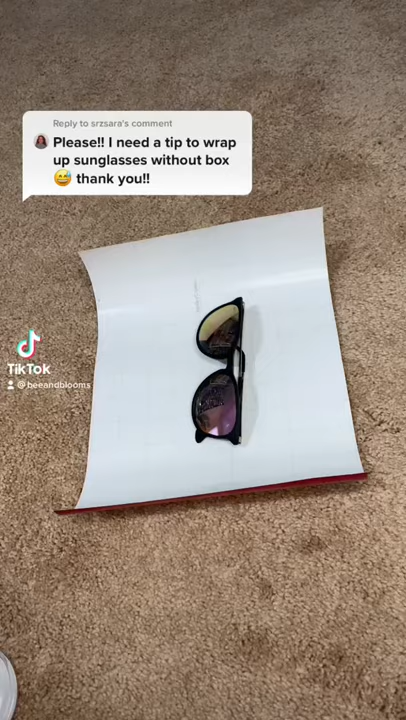 Reply to srzsara's comment
Please!! I need a tip to wrap
up sunglasses without box
😅 thank you!!
TikTok
@beeandblooms